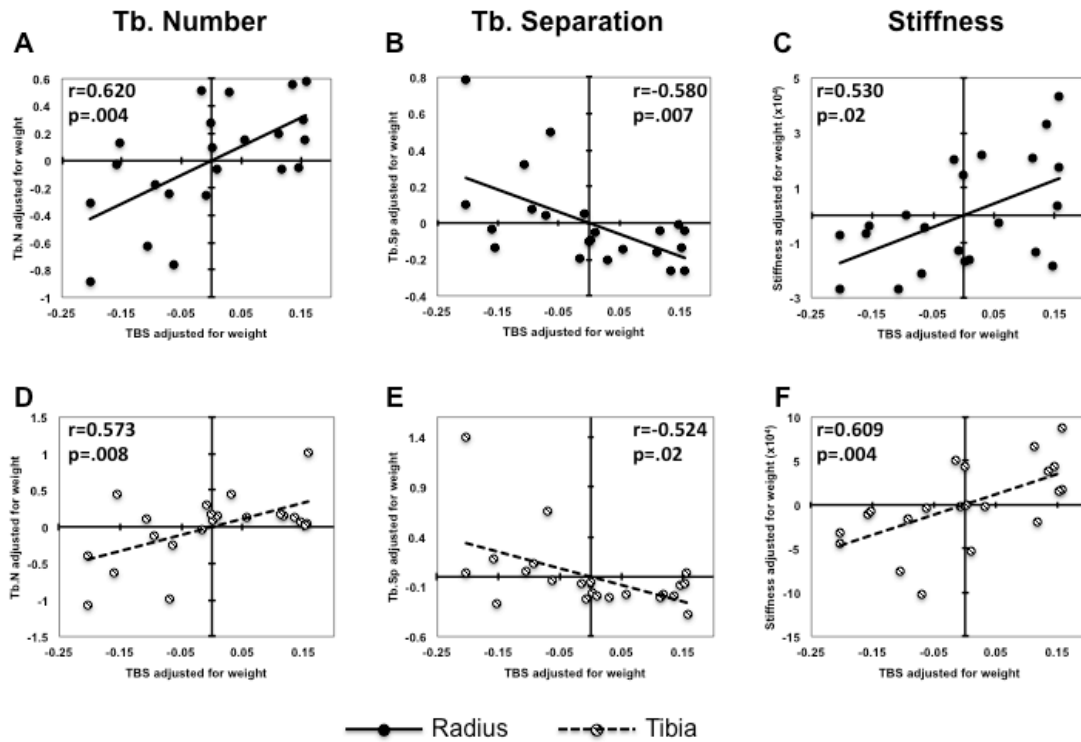 Tb. Number
Tb. Separation
Stiffness
A
r=0.620
p=.004
Tb.N adjusted for weight
0.6
0.4
0.2
0
-0.2
-0.4
-0.6
-0.8
-1
-0.25 -0.15 -0.05 0.05 0.15
TBS adjusted for weight
B
r=-0.580
p=.007
Tb.Sp adjusted for weight
0.8
0.6
0.4
0.2
0
-0.2
-0.4
-0.25 -0.15 -0.05 0.05 0.15
TBS adjusted for weight
C
r=0.530
p=.02
Stiffness adjusted for weight (x10⁴)
5
3
1
-1
-3
-0.25 -0.15 -0.05 0.05 0.15
TBS adjusted for weight
D
r=0.573
p=.008
Tb.N adjusted for weight
1.5
1
0.5
0
-0.5
-1
-1.5
-0.25 -0.15 -0.05 0.05 0.15
TBS adjusted for weight
E
r=-0.524
p=.02
Tb.Sp adjusted for weight
1.4
0.9
0.4
-0.1
-0.6
-0.25 -0.15 -0.05 0.05 0.15
TBS adjusted for weight
F
r=0.609
p=.004
Stiffness adjusted for weight (x10⁴)
10
5
0
-5
-10
-15
-0.25 -0.15 -0.05 0.05 0.15
TBS adjusted for weight
Radius
Tibia